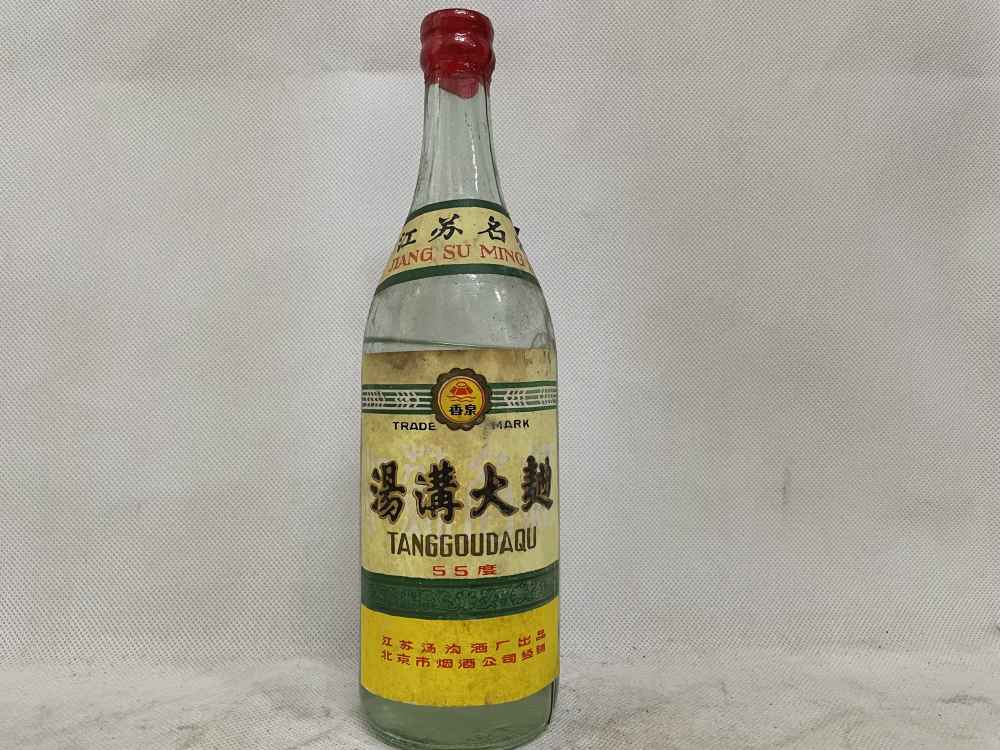 江苏名
JIANG SU MING
香泉
TRADE MARK
湯溝大麯
TANGGOUDAQU
55度
江苏汤沟酒厂出品
北京市烟酒公司经销